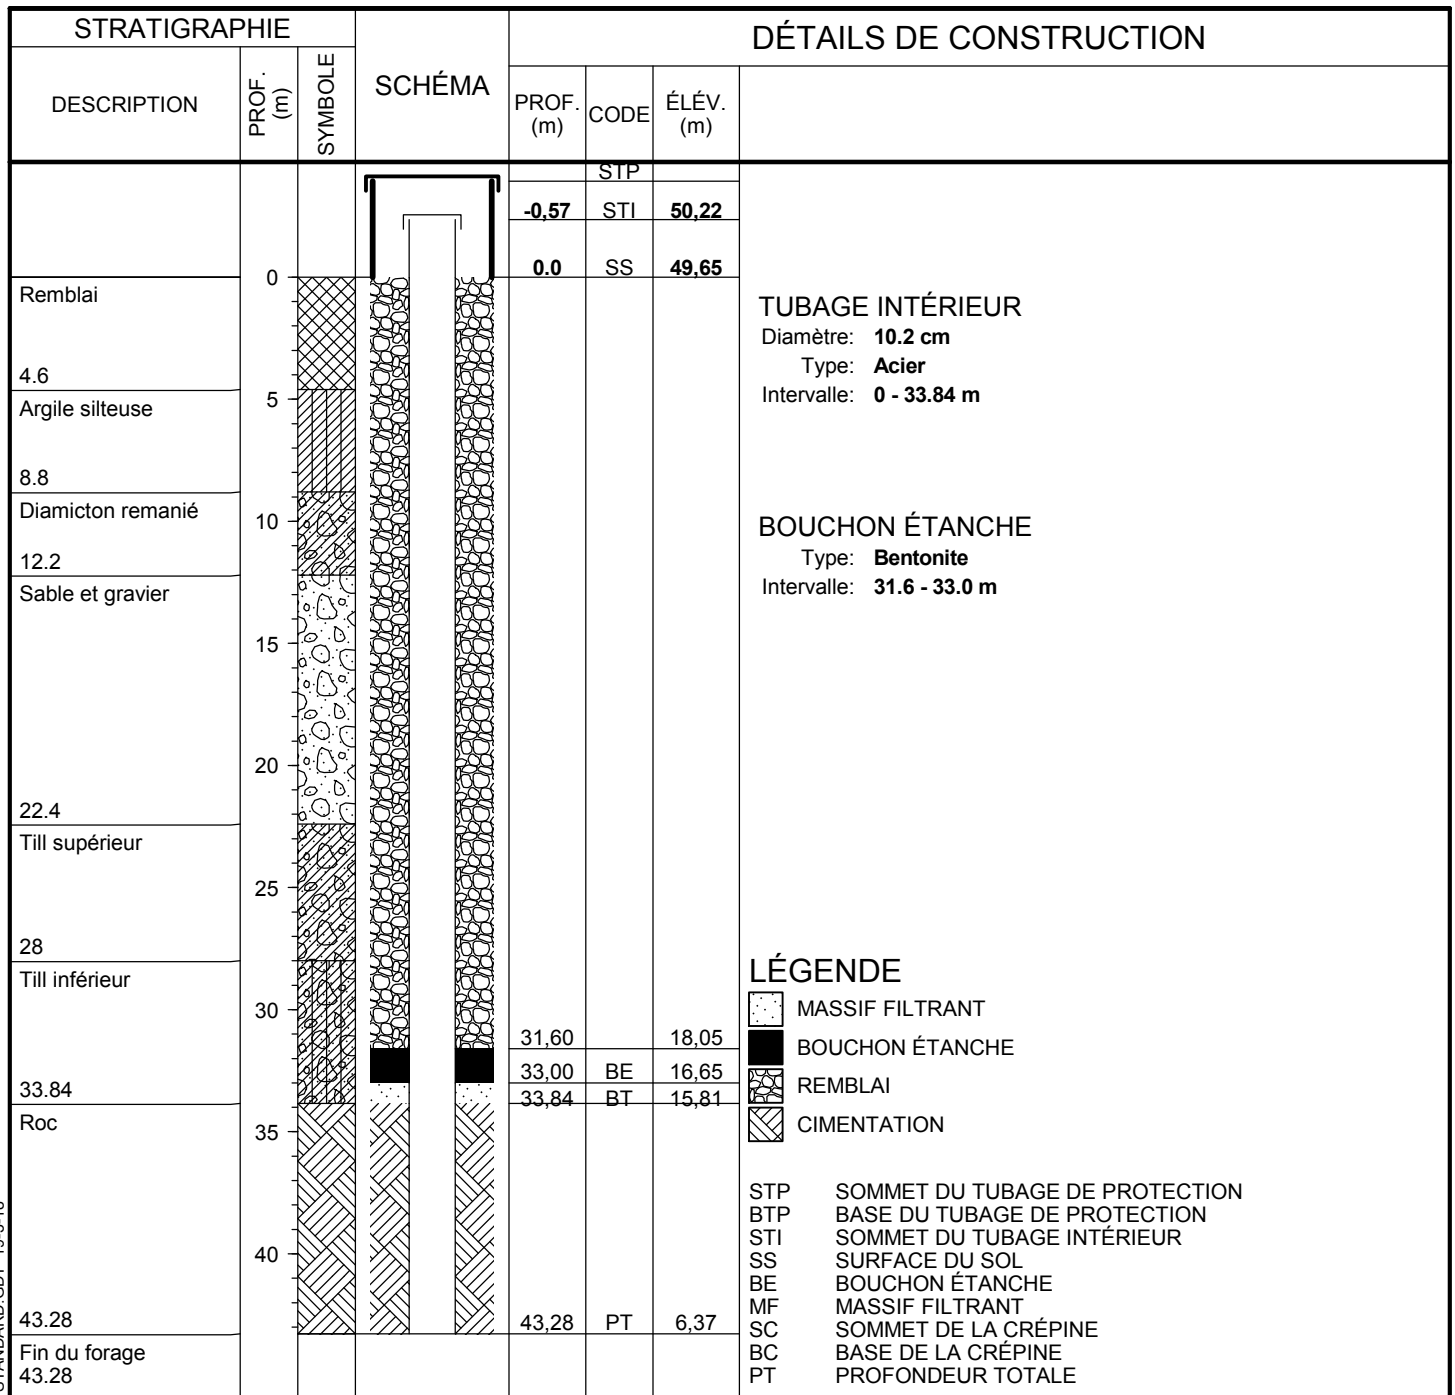 STRATIGRAPHIE
DESCRIPTION
PROF. (m)
SYMBOLE
SCHÉMA
DÉTAILS DE CONSTRUCTION
PROF. (m)
CODE
ÉLÉV. (m)
STP
-0,57 STI 50,22
0.0 SS 49,65
Remblai
4.6
Argile silteuse
8.8
Diamicton remanié
12.2
Sable et gravier
22.4
Till supérieur
28
Till inférieur
33.84
Roc
43.28
Fin du forage
43.28
0
5
10
15
20
25
30
35
40
31,60 18,05
33,00 BE 16,65
33,84 BT 15,81
43,28 PT 6,37
TUBAGE INTÉRIEUR
Diamètre: 10.2 cm
Type: Acier
Intervalle: 0 - 33.84 m
BOUCHON ÉTANCHE
Type: Bentonite
Intervalle: 31.6 - 33.0 m
LÉGENDE
MASSIF FILTRANT
BOUCHON ÉTANCHE
REMBLAI
CIMENTATION
STP SOMMET DU TUBAGE DE PROTECTION
BTP BASE DU TUBAGE DE PROTECTION
STI SOMMET DU TUBAGE INTÉRIEUR
SS SURFACE DU SOL
BE BOUCHON ÉTANCHE
MF MASSIF FILTRANT
SC SOMMET DE LA CRÉPINE
BC BASE DE LA CRÉPINE
PT PROFONDEUR TOTALE